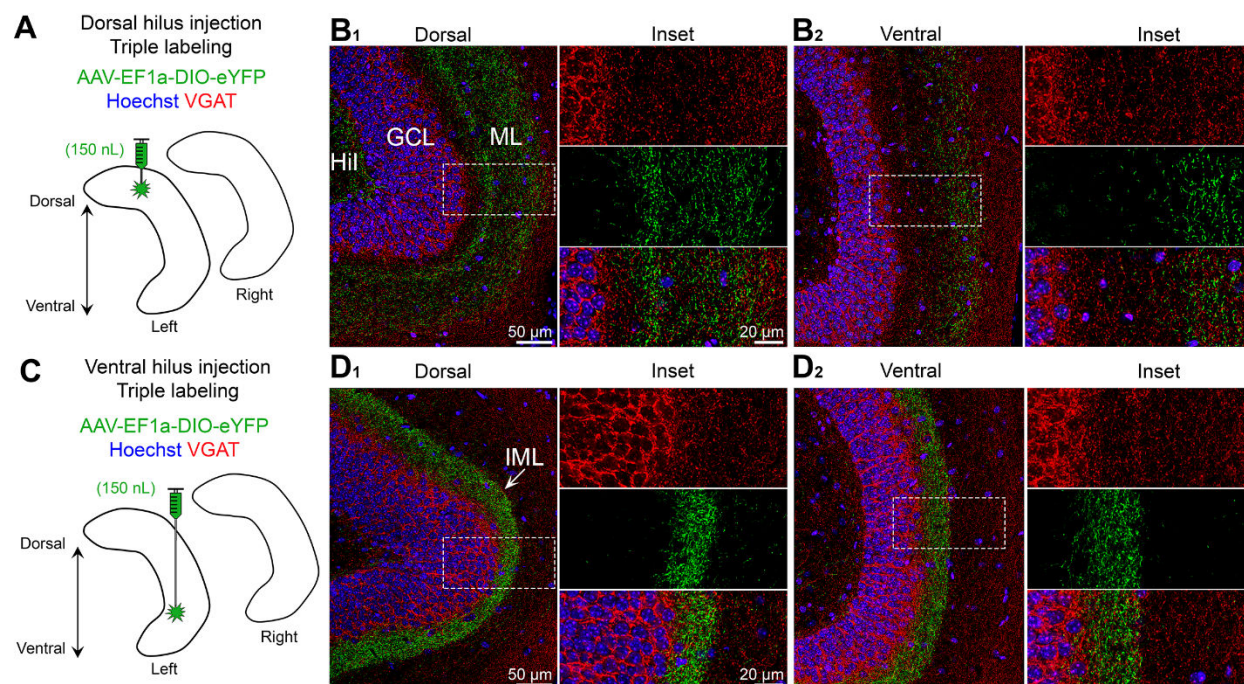 A
Dorsal hilus injection
Triple labeling
AAV-EF1a-DIO-eYFP
Hoechst VGAT
(150 nL)
Dorsal
Ventral
Left
Right
B1
Dorsal
Inset
Hil
GCL
ML
50 µm
20 µm
B2
Ventral
Inset
C
Ventral hilus injection
Triple labeling
AAV-EF1a-DIO-eYFP
Hoechst VGAT
(150 nL)
Dorsal
Ventral
Left
Right
D1
Dorsal
Inset
IML
50 µm
20 µm
D2
Ventral
Inset